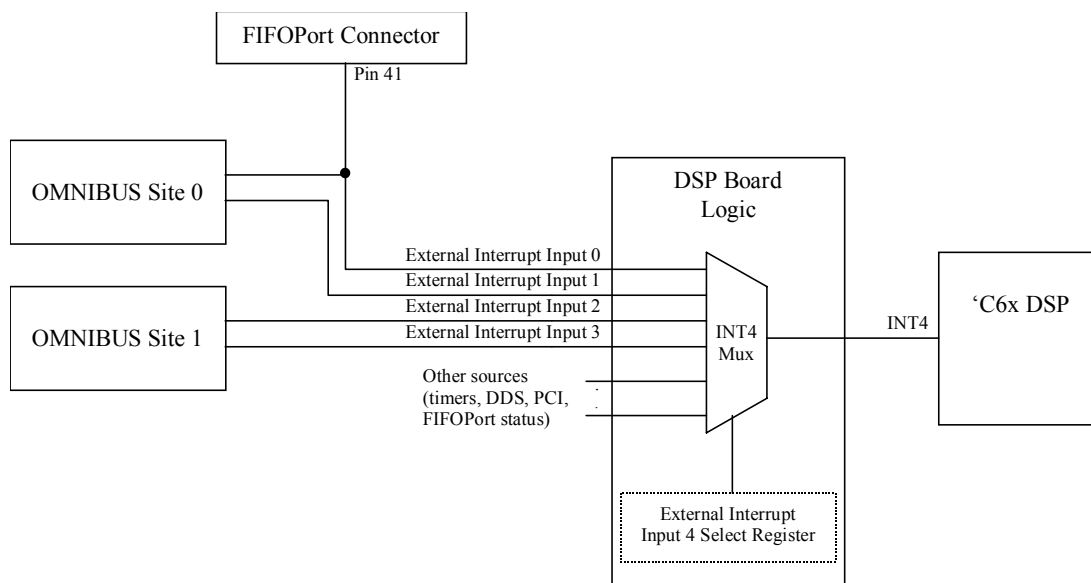 FIFOPort Connector
Pin 41
OMNIBUS Site 0
DSP Board
Logic
External Interrupt Input 0
External Interrupt Input 1
External Interrupt Input 2
External Interrupt Input 3
OMNIBUS Site 1
INT4
Mux
INT4
‘C6x DSP
Other sources
(timers, DDS, PCI,
FIFOPort status)
External Interrupt
Input 4 Select Register